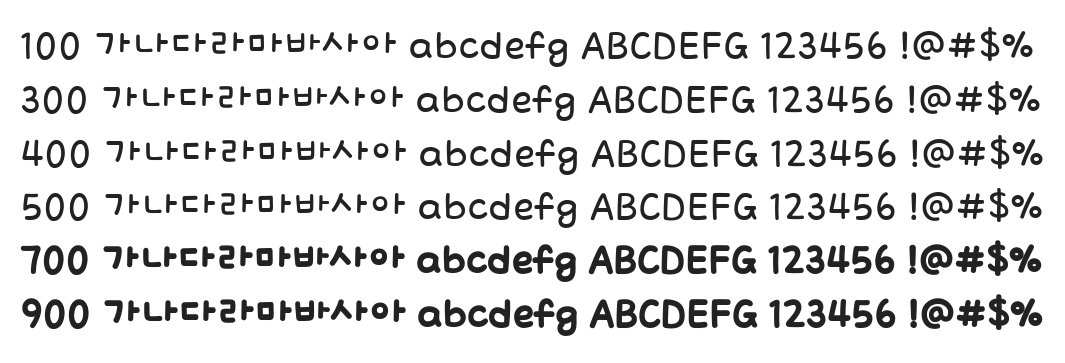 100 가나다라마바사아 abcdefg ABCDEFG 123456 !@#$%
300 가나다라마바사아 abcdefg ABCDEFG 123456 !@#$%
400 가나다라마바사아 abcdefg ABCDEFG 123456 !@#$%
500 가나다라마바사아 abcdefg ABCDEFG 123456 !@#$%
700 가나다라마바사아 abcdefg ABCDEFG 123456 !@#$%
900 가나다라마바사아 abcdefg ABCDEFG 123456 !@#$%